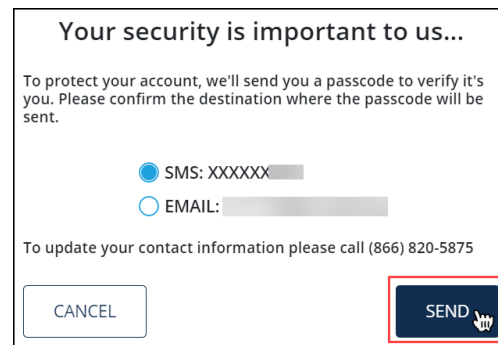 Your security is important to us...
To protect your account, we'll send you a passcode to verify it's
you. Please confirm the destination where the passcode will be
sent.
SMS: XXXXXX
EMAIL:
To update your contact information please call (866) 820-5875
CANCEL
SEND